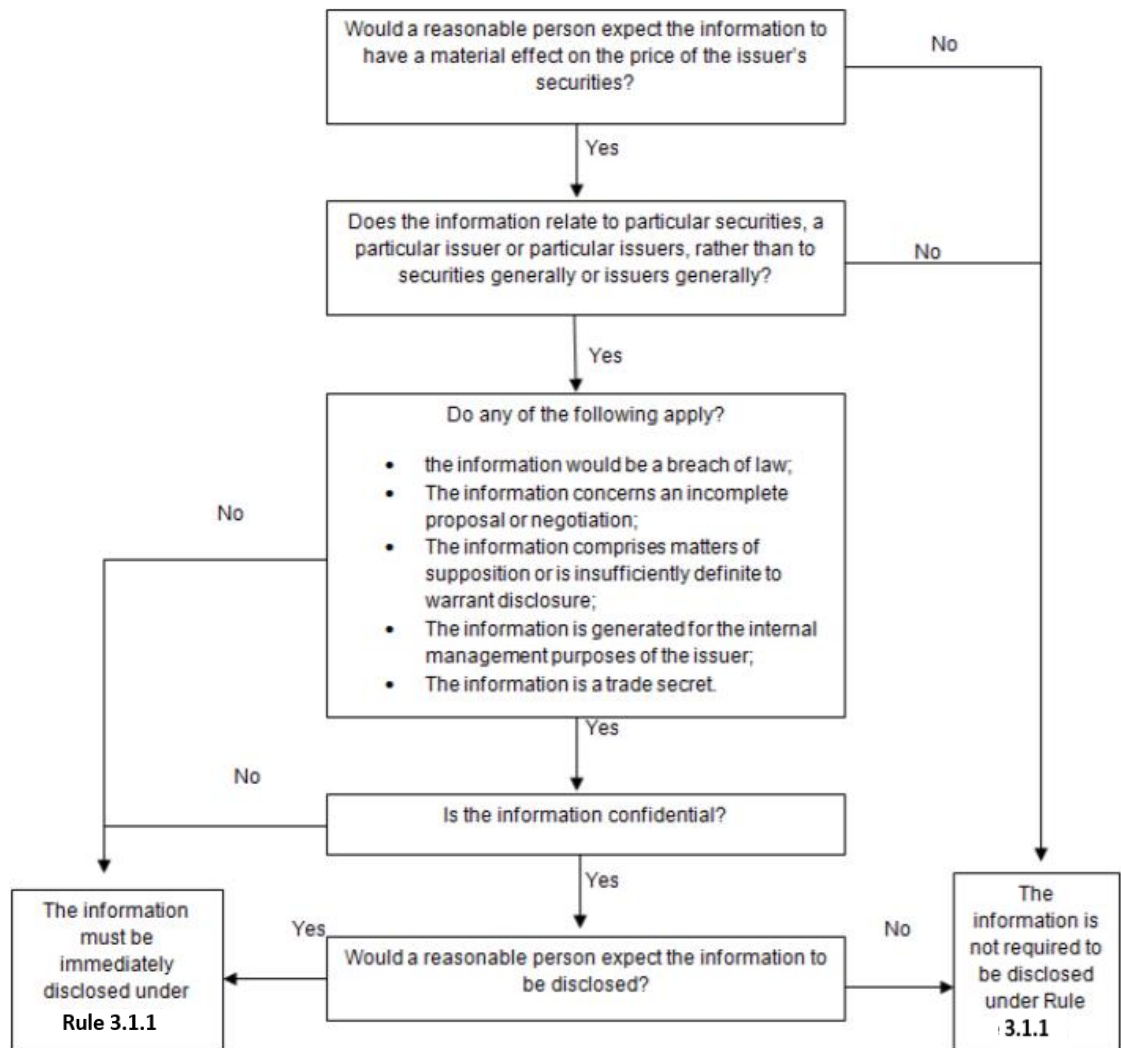 Would a reasonable person expect the information to
have a material effect on the price of the issuer's
securities?
No
Yes
Does the information relate to particular securities, a
particular issuer or particular issuers, rather than to
securities generally or issuers generally?
No
Yes
Do any of the following apply?
• the information would be a breach of law;
• The information concerns an incomplete
proposal or negotiation;
• The information comprises matters of
supposition or is insufficiently definite to
warrant disclosure;
• The information is generated for the internal
management purposes of the issuer;
• The information is a trade secret.
No
Yes
Is the information confidential?
No
Yes
Would a reasonable person expect the information to
be disclosed?
Yes
No
The information
must be
immediately
disclosed under
Rule 3.1.1
The
information is
not required to
be disclosed
under Rule
3.1.1